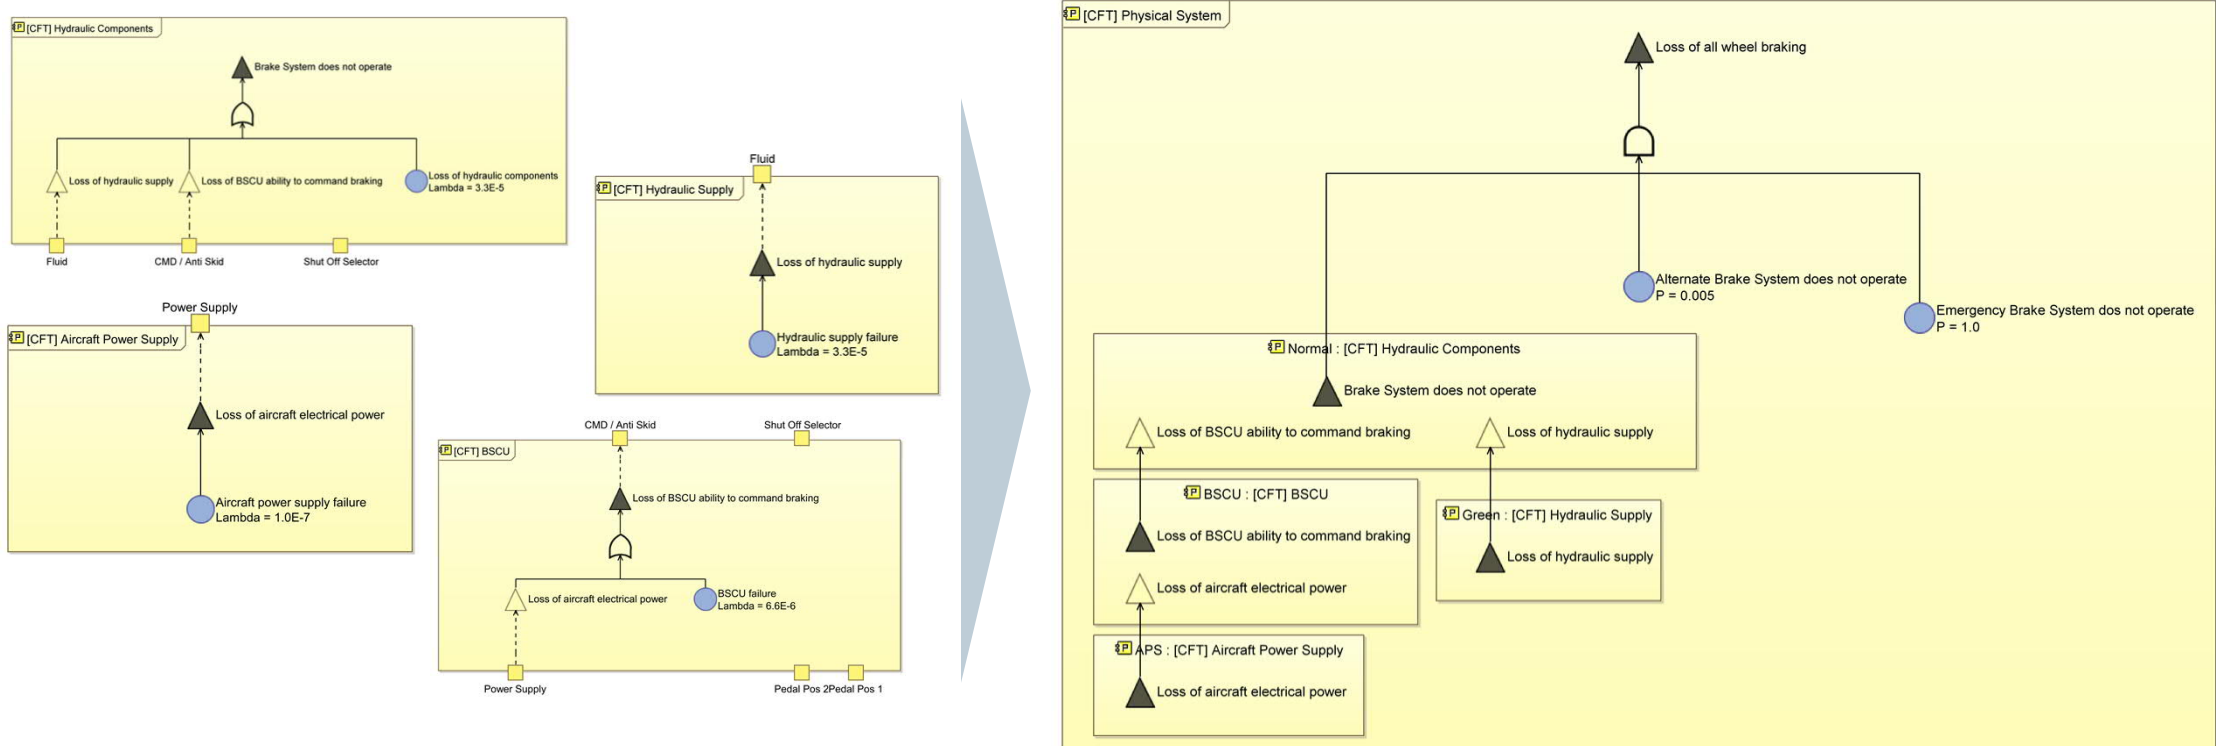 [CFT] Hydraulic Components
Brake System does not operate
Loss of hydraulic supply
Loss of BSCU ability to command braking
Loss of hydraulic components
Lambda = 3.3E-5
Fluid
CMD / Anti Skid
Shut Off Selector
Power Supply
[CFT] Aircraft Power Supply
Loss of aircraft electrical power
Aircraft power supply failure
Lambda = 1.0E-7
Fluid
[CFT] Hydraulic Supply
Loss of hydraulic supply
Hydraulic supply failure
Lambda = 3.3E-5
CMD / Anti Skid
Shut Off Selector
[CFT] BSCU
Loss of BSCU ability to command braking
Loss of aircraft electrical power
BSCU failure
Lambda = 6.6E-6
Power Supply
Pedal Pos 2
Pedal Pos 1
[CFT] Physical System
Loss of all wheel braking
Alternate Brake System does not operate
P = 0.005
Emergency Brake System dos not operate
P = 1.0
Normal : [CFT] Hydraulic Components
Brake System does not operate
Loss of BSCU ability to command braking
Loss of hydraulic supply
BSCU : [CFT] BSCU
Loss of BSCU ability to command braking
Loss of aircraft electrical power
Green : [CFT] Hydraulic Supply
Loss of hydraulic supply
APS : [CFT] Aircraft Power Supply
Loss of aircraft electrical power